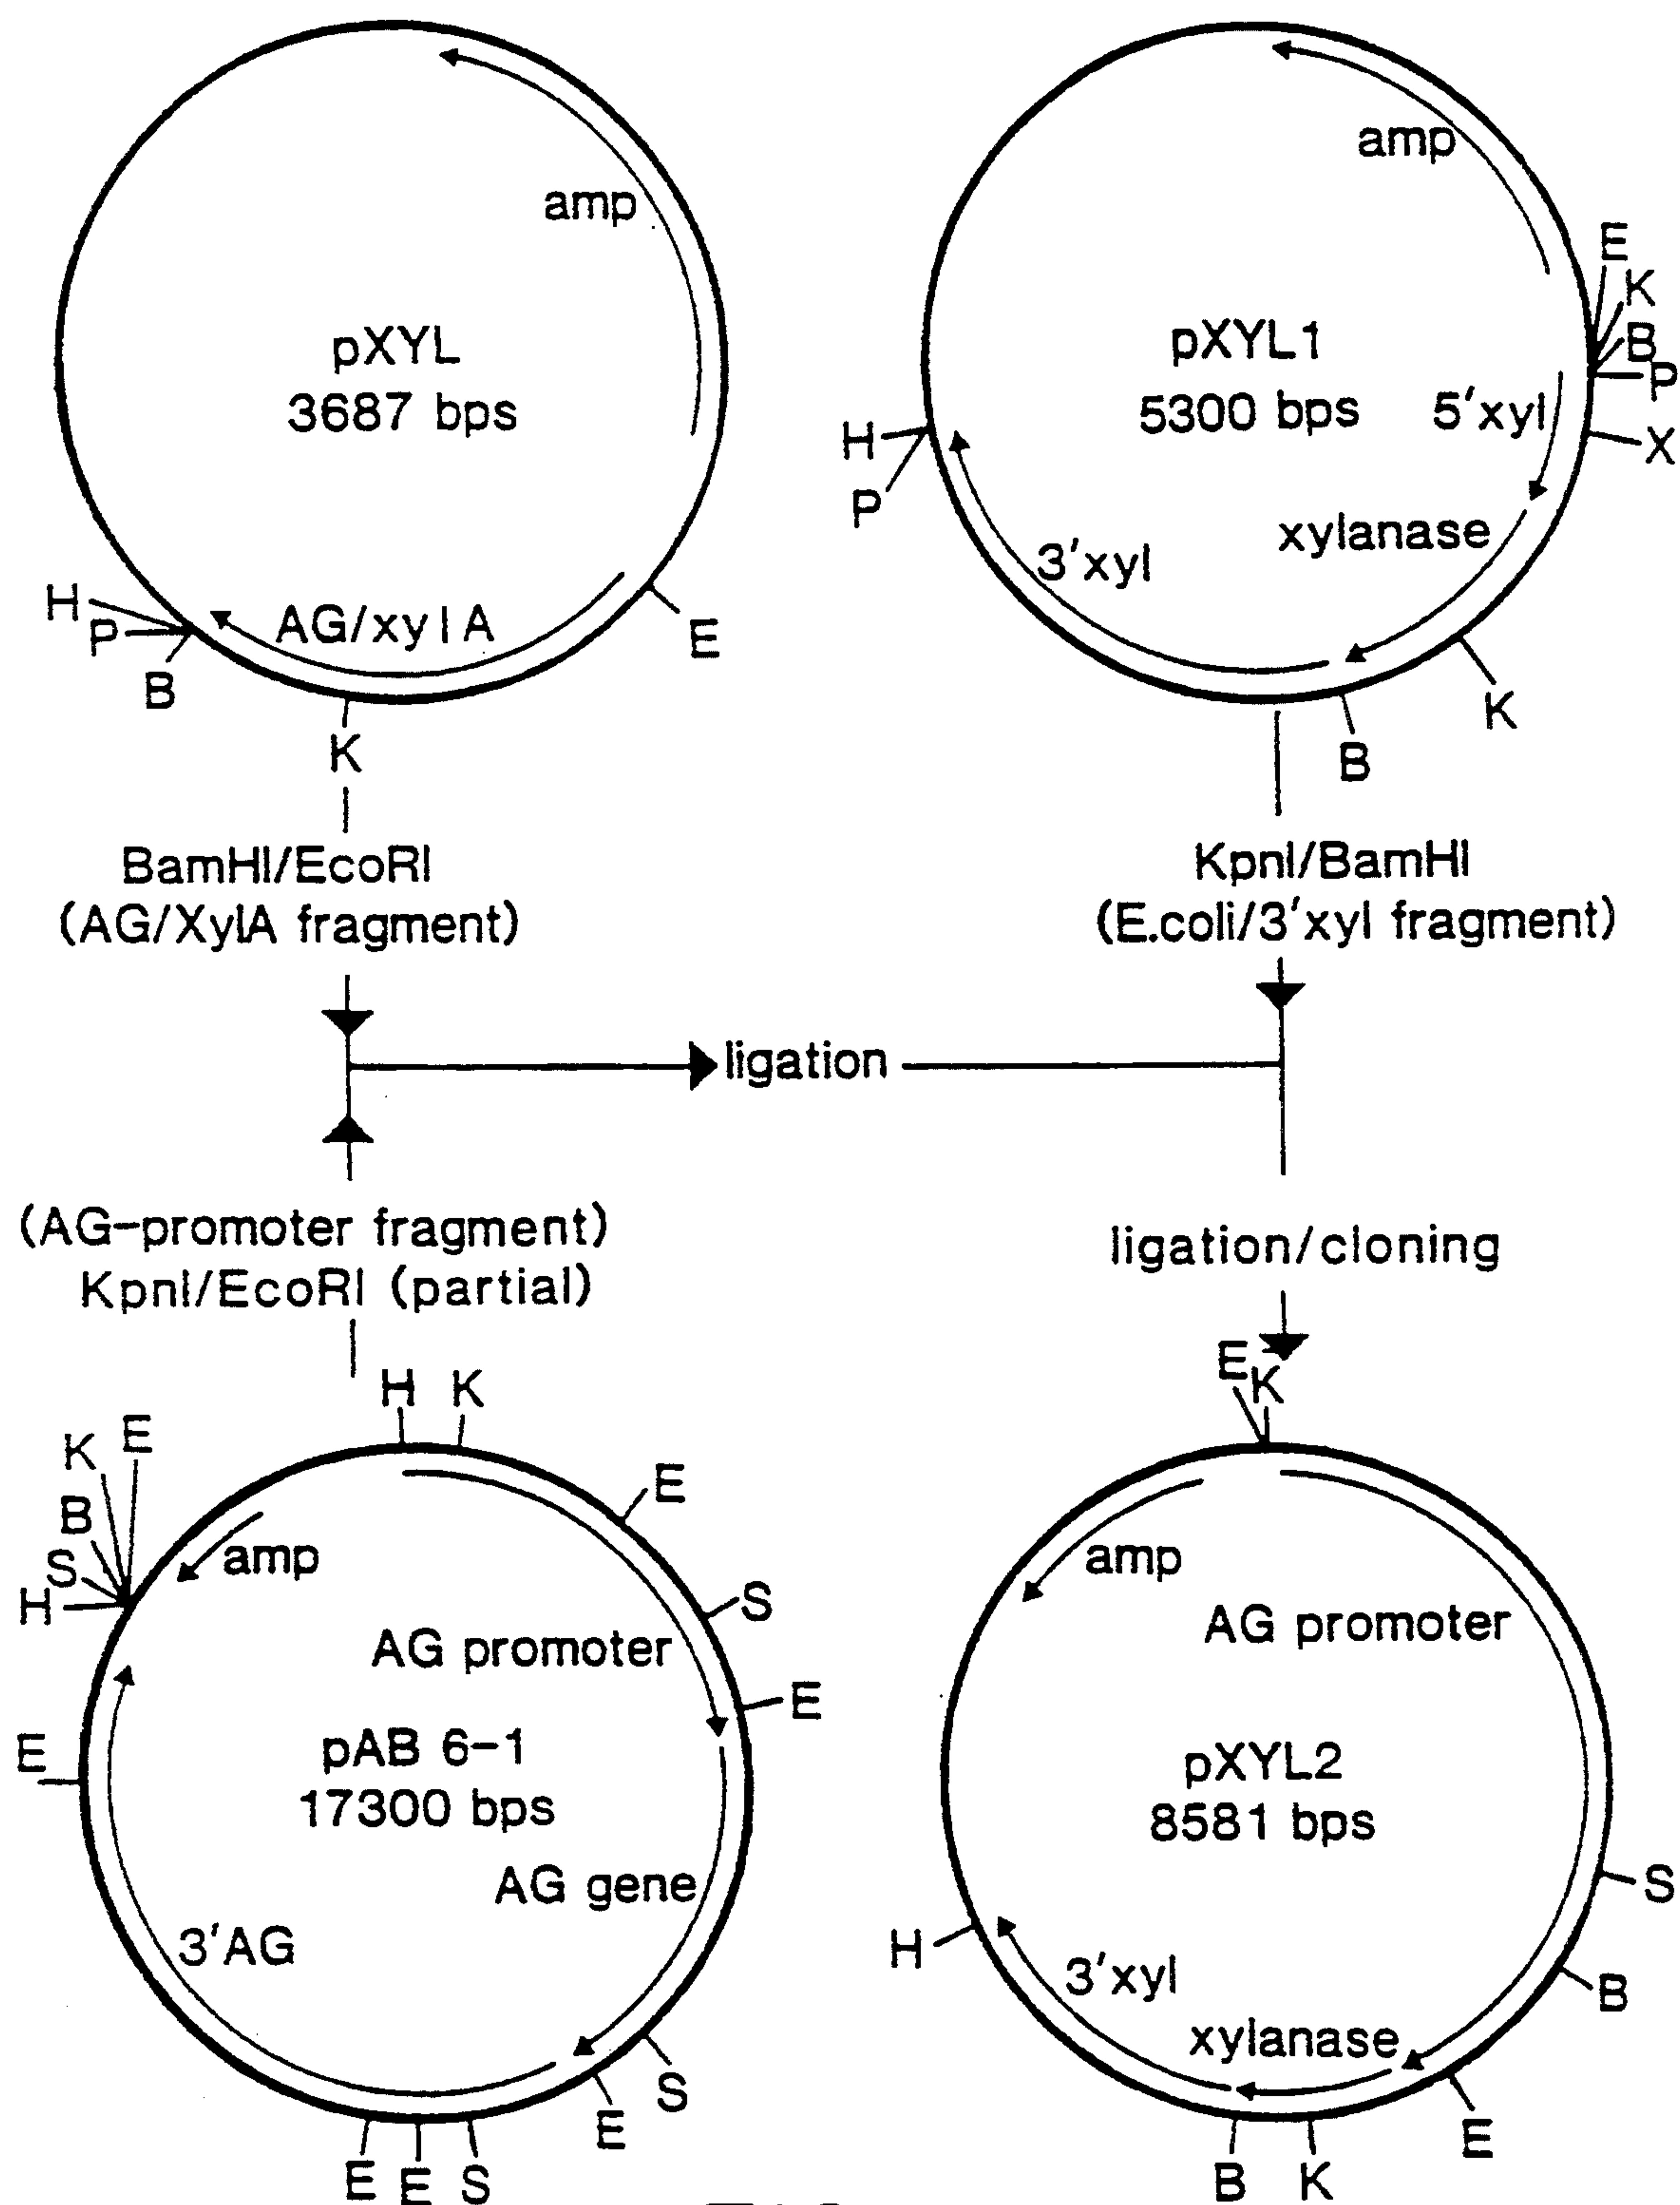 amp
pXYL
3687 bps
AG/xylA
H
P
B
K
E
amp
pXYL1
5300 bps
5'xyl
xylanase
3'xyl
E
K
B
P
X
H
P
K
B
BamHI/EcoRI
(AG/XylA fragment)
KpnI/BamHI
(E.coli/3'xyl fragment)
ligation
(AG-promoter fragment)
KpnI/EcoRI (partial)
ligation/cloning
H K
E
K
B
S
H
E
S
E
E
amp
AG promoter
pAB 6-1
17300 bps
AG gene
3'AG
S
E
E E S
E
K
amp
AG promoter
pXYL2
8581 bps
S
B
H
3'xyl
xylanase
E
B K